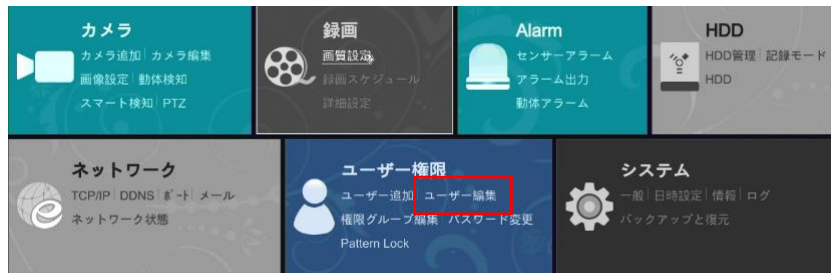 カメラ
カメラ追加 カメラ編集
画像設定 動体検知
スマート検知 PTZ
録画
画質設定
録画スケジュール
詳細設定
Alarm
センサーアラーム
アラーム出力
動体アラーム
HDD
HDD管理 記録モード
HDD
ネットワーク
TCP/IP DDNS ポート メール
ネットワーク状態
ユーザー権限
ユーザー追加 ユーザー編集
権限グループ編集 パスワード変更
Pattern Lock
システム
一般 日時設定 情報 ログ
バックアップと復元